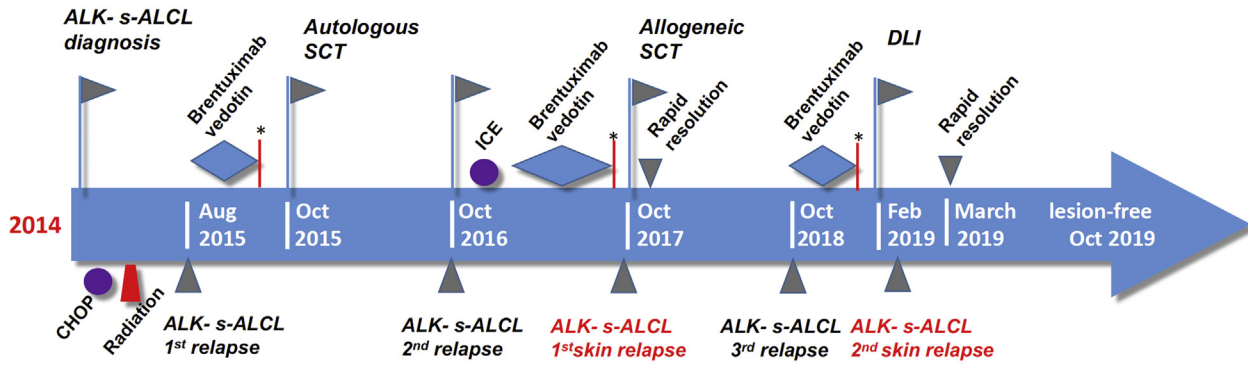 ALK- s-ALCL
diagnosis
Autologous
SCT
Allogeneic
SCT
DLI
Brentuximab
vedotin
*
ICE
Brentuximab
vedotin
*
Rapid
resolution
Brentuximab
vedotin
*
Rapid
resolution
2014
Aug
2015
Oct
2015
Oct
2016
Oct
2017
Oct
2018
Feb
2019
March
2019
lesion-free
Oct 2019
CHOP
Radiation
ALK- s-ALCL
1st relapse
ALK- s-ALCL
2nd relapse
ALK- s-ALCL
1stskin relapse
ALK- s-ALCL
3rd relapse
ALK- s-ALCL
2nd skin relapse